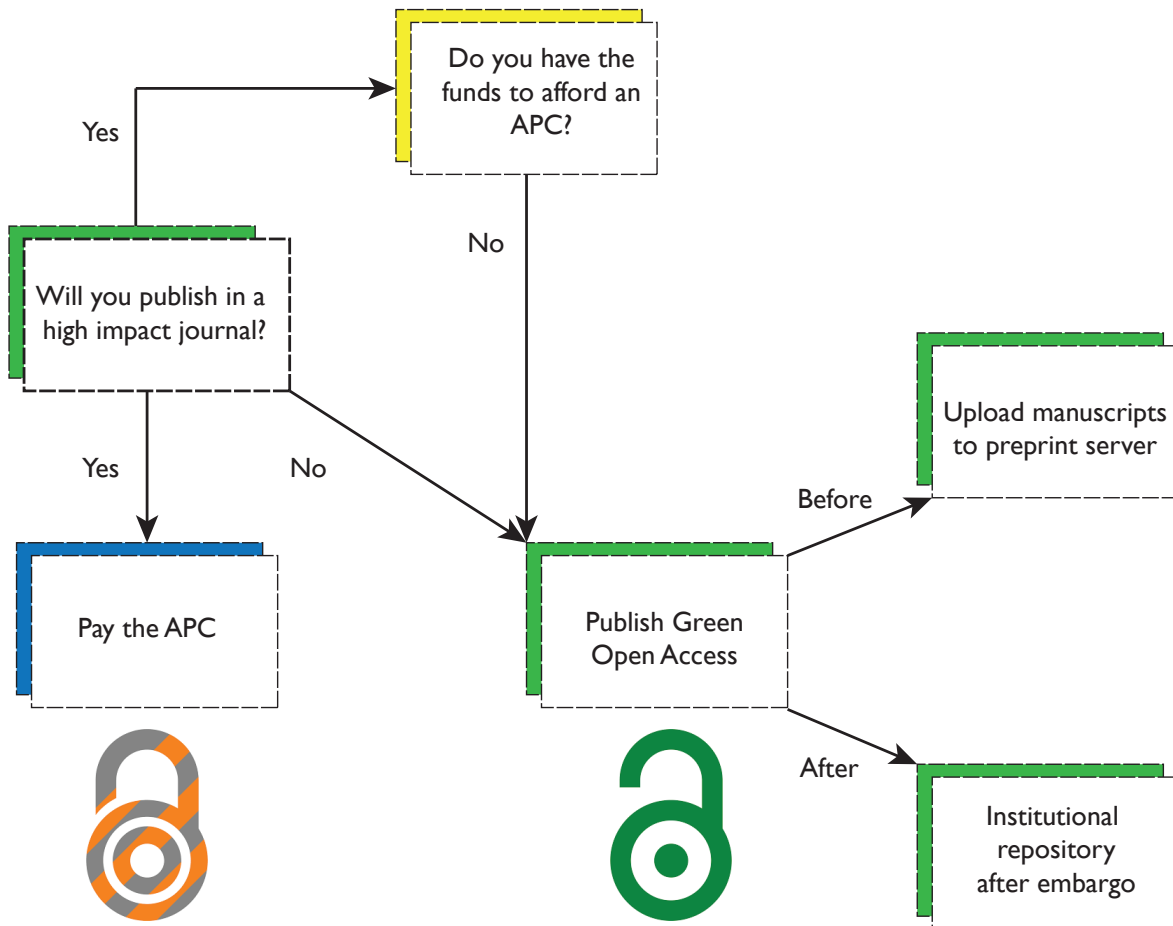 Do you have the
funds to afford an
APC?
Yes
No
Will you publish in a
high impact journal?
Yes
No
Upload manuscripts
to preprint server
Before
Pay the APC
Publish Green
Open Access
After
Institutional
repository
after embargo